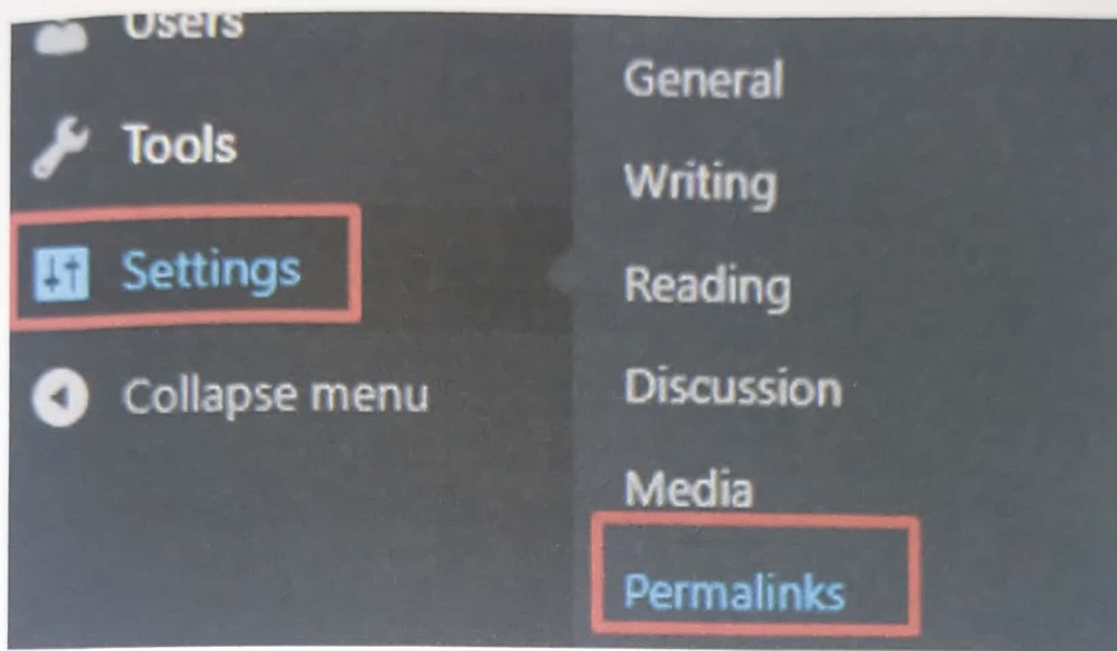 Users
Tools
Settings
Collapse menu
General
Writing
Reading
Discussion
Media
Permalinks